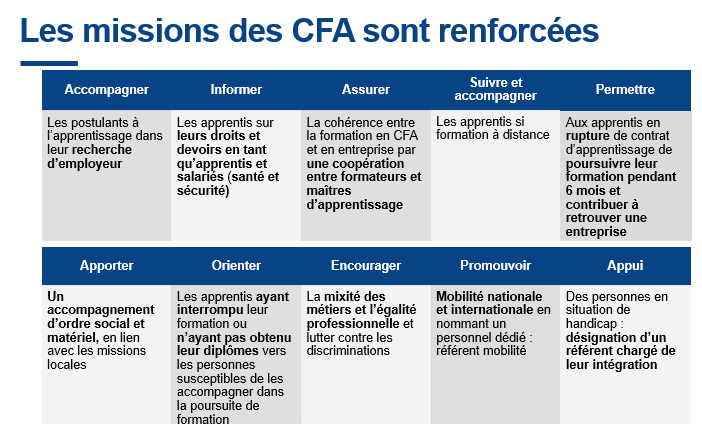 Les missions des CFA sont renforcées
Accompagner
Informer
Assurer
Suivre et
accompagner
Permettre
Les postulants à
l'apprentissage dans
leur recherche
d'employeur
Les apprentis sur
leurs droits et
devoirs en tant
qu'apprentis et
salariés (santé et
sécurité)
La cohérence entre
la formation en CFA
et en entreprise par
une coopération
entre formateurs et
maîtres
d'apprentissage
Les apprentis si
formation à distance
Aux apprentis en
rupture de contrat
d'apprentissage de
poursuivre leur
formation pendant
6 mois et
contribuer à
retrouver une
entreprise
Apporter
Orienter
Encourager
Promouvoir
Appui
Un
accompagnement
d'ordre social et
matériel, en lien
avec les missions
locales
Les apprentis ayant
interrompu leur
formation ou
n'ayant pas obtenu
leur diplômes vers
les personnes
susceptibles de les
accompagner dans
la poursuite de
formation
La mixité des
métiers et l'égalité
professionnelle et
lutter contre les
discriminations
Mobilité nationale
et internationale en
nommant un
personnel dédié :
référent mobilité
Des personnes en
situation de
handicap :
désignation d'un
référent chargé de
leur intégration